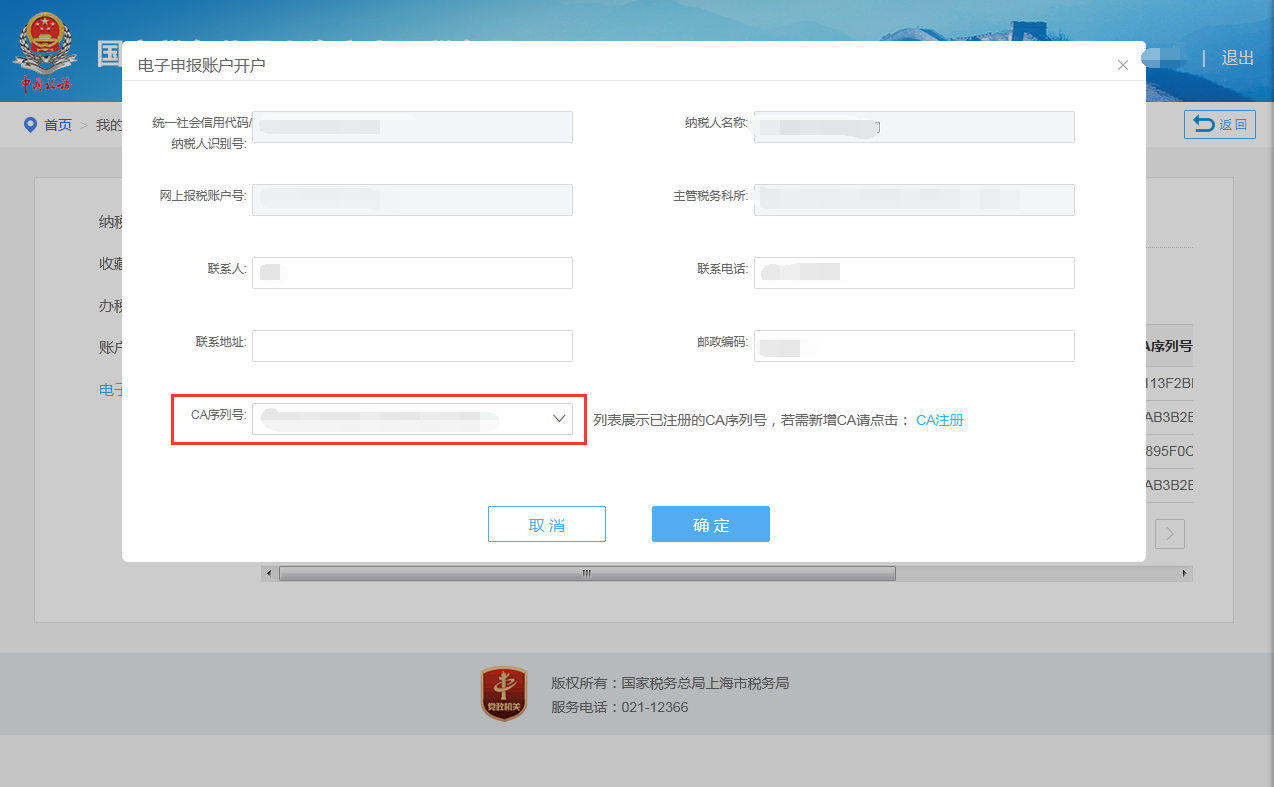 国
退出
电子申报账户开户
首页 > 我的
返回
统一社会信用代码/
纳税人识别号:
纳税人名称:
网上报税账户号:
主管税务科所:
联系人:
联系电话:
联系地址:
邮政编码:
CA序列号:
列表展示已注册的CA序列号，若需新增CA请点击： CA注册
取 消
确 定
纳税
收藏
办税
账户
电子
A序列号
113F2B
AB3B2E
895F0C
AB3B2E
中国税务
党政机关
版权所有：国家税务总局上海市税务局
服务电话：021-12366